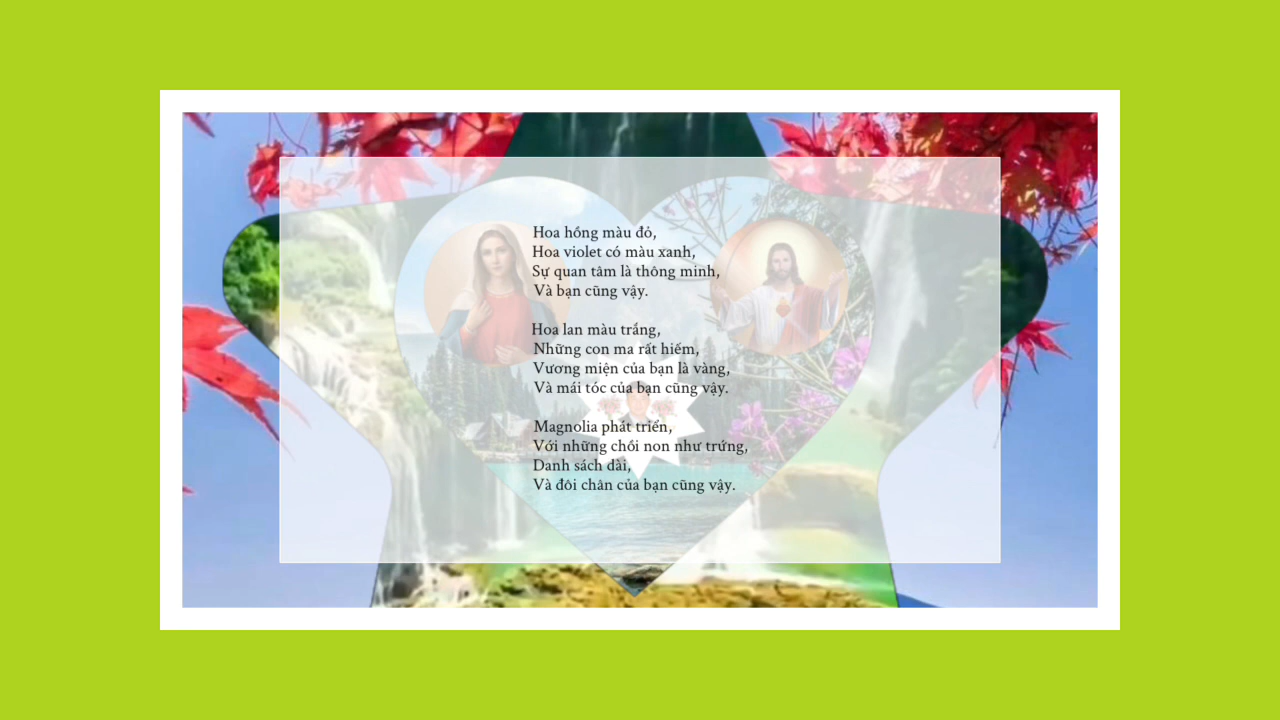 Hoa hồng màu đỏ,
Hoa violet có màu xanh,
Sự quan tâm là thông minh,
Và bạn cũng vậy.
Hoa lan màu trắng,
Những con ma rất hiếm,
Vương miện của bạn là vàng,
Và mái tóc của bạn cũng vậy.
Magnolia phát triển,
Với những chồi non như trứng,
Danh sách dài,
Và đôi chân của bạn cũng vậy.